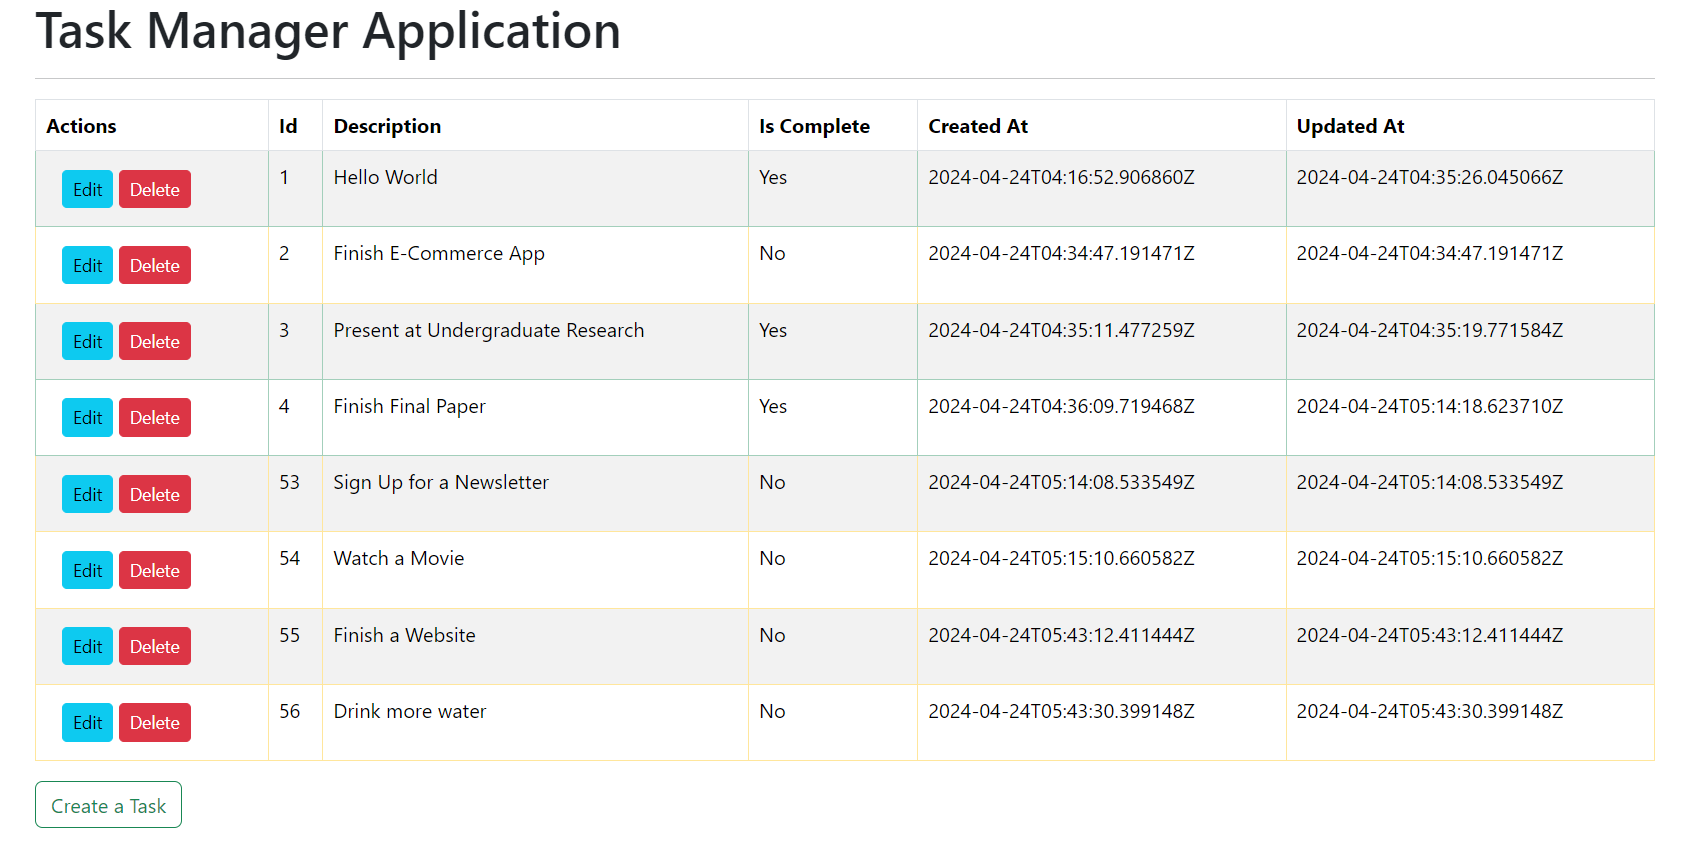 Task Manager Application
Actions Id Description Is Complete Created At Updated At
Edit Delete 1 Hello World Yes 2024-04-24T04:16:52.906860Z 2024-04-24T04:35:26.045066Z
Edit Delete 2 Finish E-Commerce App No 2024-04-24T04:34:47.191471Z 2024-04-24T04:34:47.191471Z
Edit Delete 3 Present at Undergraduate Research Yes 2024-04-24T04:35:11.477259Z 2024-04-24T04:35:19.771584Z
Edit Delete 4 Finish Final Paper Yes 2024-04-24T04:36:09.719468Z 2024-04-24T05:14:18.623710Z
Edit Delete 53 Sign Up for a Newsletter No 2024-04-24T05:14:08.533549Z 2024-04-24T05:14:08.533549Z
Edit Delete 54 Watch a Movie No 2024-04-24T05:15:10.660582Z 2024-04-24T05:15:10.660582Z
Edit Delete 55 Finish a Website No 2024-04-24T05:43:12.411444Z 2024-04-24T05:43:12.411444Z
Edit Delete 56 Drink more water No 2024-04-24T05:43:30.399148Z 2024-04-24T05:43:30.399148Z
Create a Task